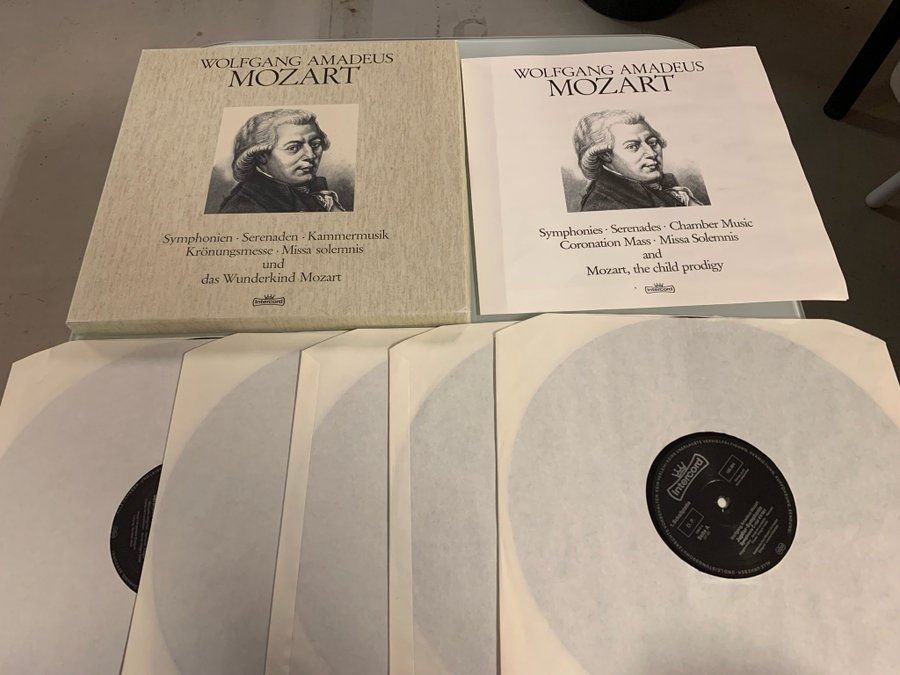 WOLFGANG AMADEUS
MOZART
Symphonien · Serenaden · Kammermusik
Krönungsmesse · Missa solemnis
und
das Wunderkind Mozart
Intercord
WOLFGANG AMADEUS
MOZART
Symphonies · Serenades · Chamber Music
Coronation Mass · Missa Solemnis
and
Mozart, the child prodigy
Intercord
Intercord
Seite A